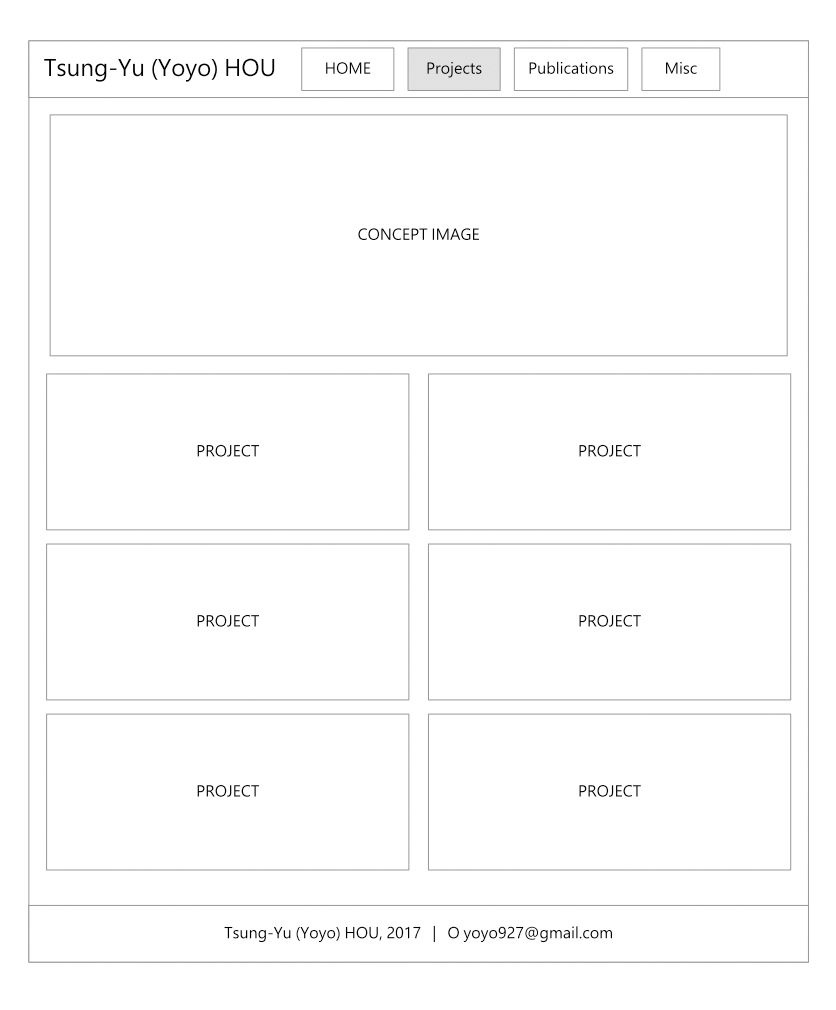 Tsung-Yu (Yoyo) HOU HOME Projects Publications Misc
CONCEPT IMAGE
PROJECT PROJECT
PROJECT PROJECT
PROJECT PROJECT
Tsung-Yu (Yoyo) HOU, 2017 | O yoyo927@gmail.com